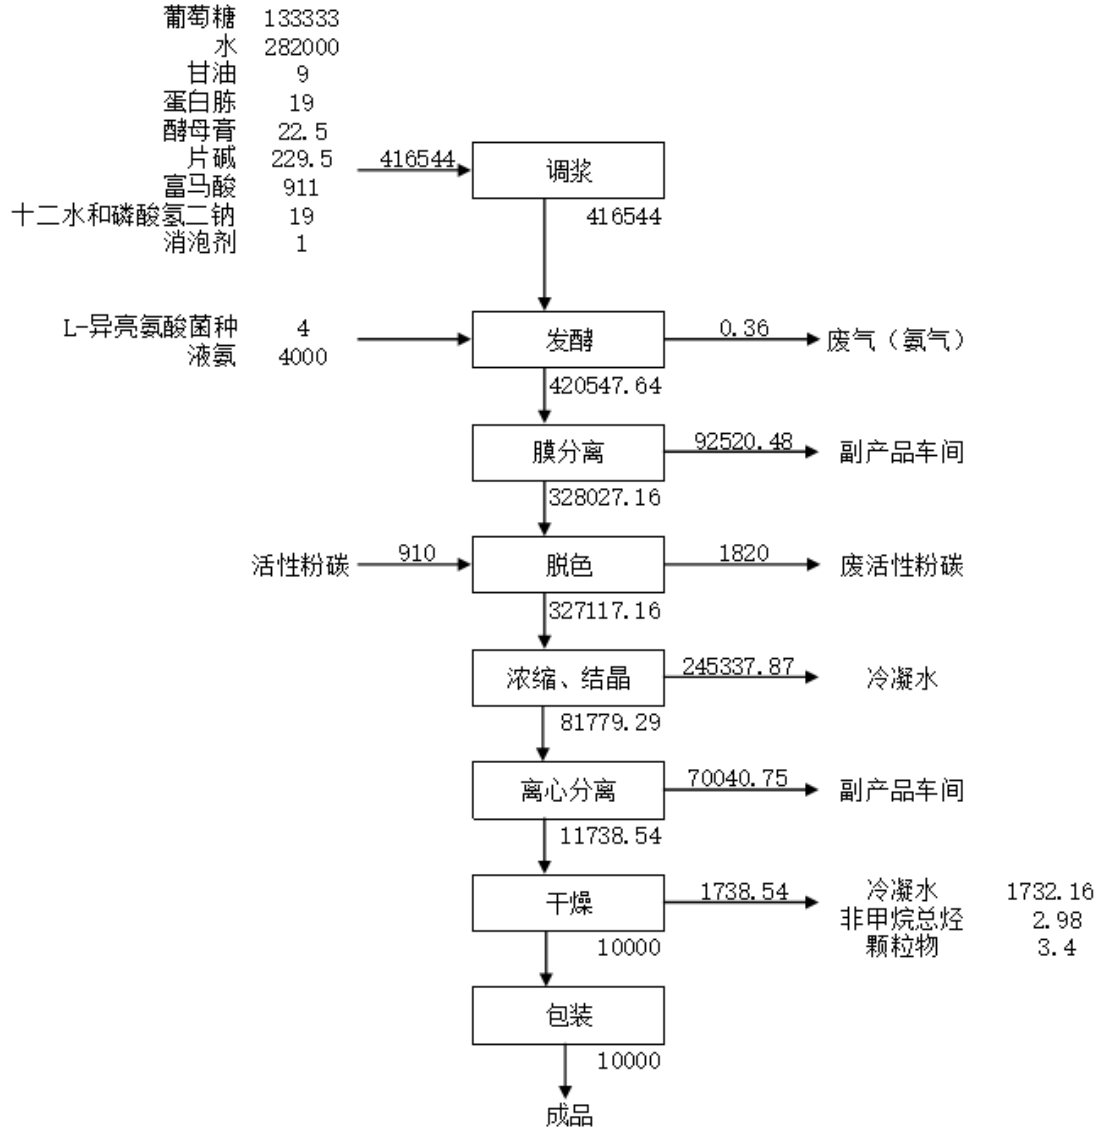 葡萄糖 133333
水 282000
甘油 9
蛋白胨 19
酵母膏 22.5
片碱 229.5
富马酸 911
十二水和磷酸氢二钠 19
消泡剂 1
416544
调浆
416544
L-异亮氨酸菌种 4
液氨 4000
发酵
0.36
废气（氨气）
420547.64
膜分离
92520.48
副产品车间
328027.16
活性粉碳
910
脱色
1820
废活性粉碳
327117.16
浓缩、结晶
245337.87
冷凝水
81779.29
离心分离
70040.75
副产品车间
11738.54
干燥
1738.54
冷凝水 1732.16
非甲烷总烃 2.98
颗粒物 3.4
10000
包装
10000
成品